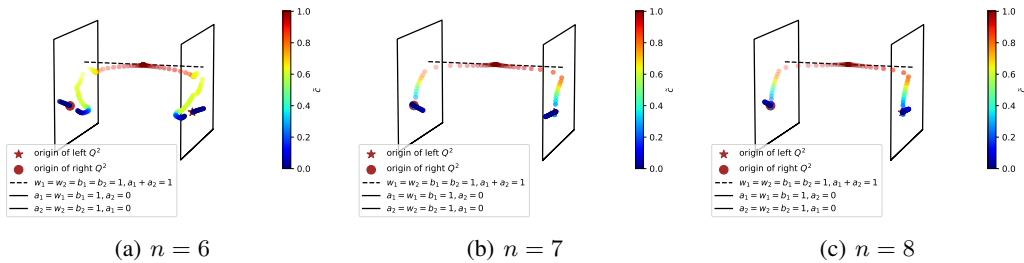 1.0
0.8
0.6
0.4
0.2
0.0
c̄
origin of left Q²
origin of right Q²
w₁ = w₂ = b₁ = b₂ = 1, a₁ + a₂ = 1
a₁ = w₁ = b₁ = 1, a₂ = 0
a₂ = w₂ = b₂ = 1, a₁ = 0
(a) n = 6
1.0
0.8
0.6
0.4
0.2
0.0
c̄
origin of left Q²
origin of right Q²
w₁ = w₂ = b₁ = b₂ = 1, a₁ + a₂ = 1
a₁ = w₁ = b₁ = 1, a₂ = 0
a₂ = w₂ = b₂ = 1, a₁ = 0
(b) n = 7
1.0
0.8
0.6
0.4
0.2
0.0
c̄
origin of left Q²
origin of right Q²
w₁ = w₂ = b₁ = b₂ = 1, a₁ + a₂ = 1
a₁ = w₁ = b₁ = 1, a₂ = 0
a₂ = w₂ = b₂ = 1, a₁ = 0
(c) n = 8